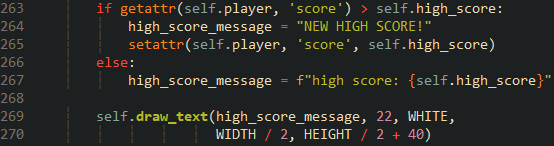 263 if getattr(self.player, 'score') > self.high_score:
264 high_score_message = "NEW HIGH SCORE!"
265 setattr(self.player, 'score', self.high_score)
266 else:
267 high_score_message = f"high score: {self.high_score}"
268
269 self.draw_text(high_score_message, 22, WHITE,
270 WIDTH / 2, HEIGHT / 2 + 40)